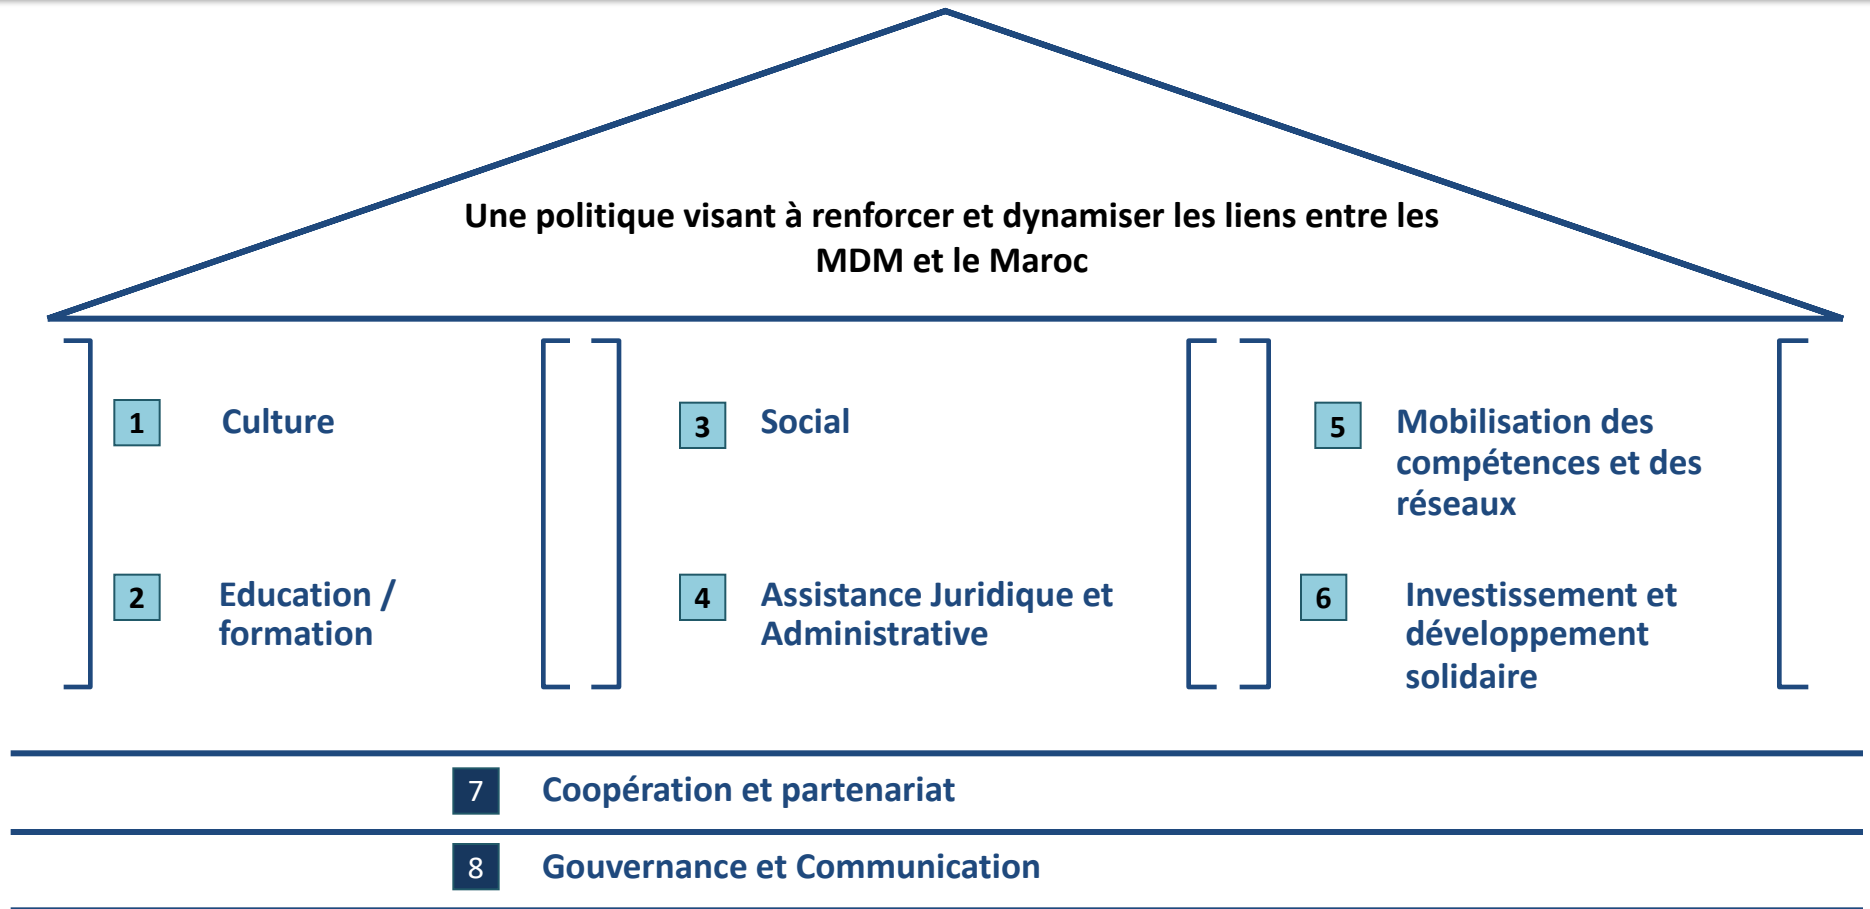 Une politique visant à renforcer et dynamiser les liens entre les
MDM et le Maroc
1 Culture
2 Education /
formation
3 Social
4 Assistance Juridique et
Administrative
5 Mobilisation des
compétences et des
réseaux
6 Investissement et
développement
solidaire
7 Coopération et partenariat
8 Gouvernance et Communication